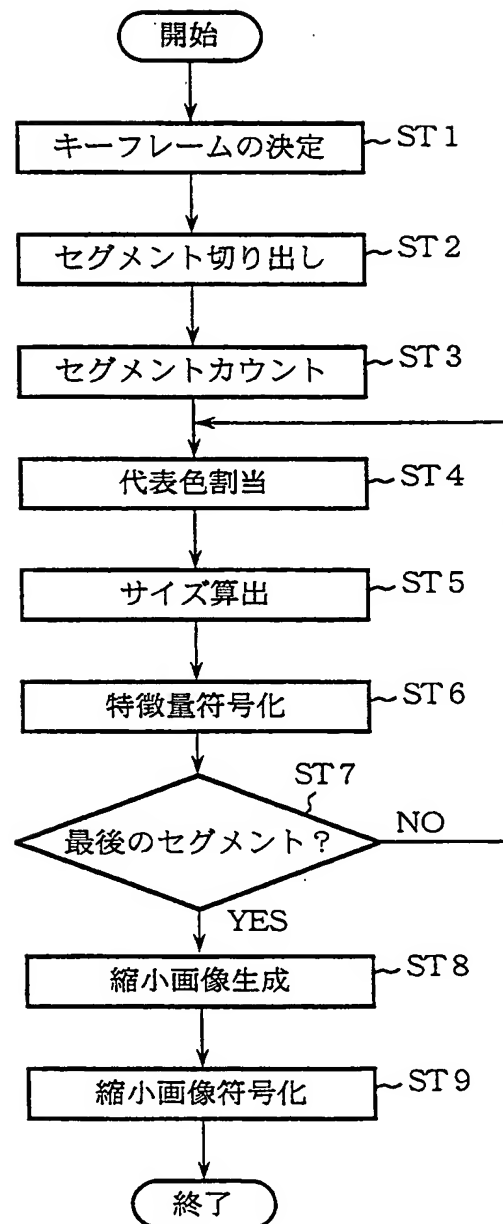 開始
キーフレームの決定 ST1
セグメント切り出し ST2
セグメントカウント ST3
代表色割当 ST4
サイズ算出 ST5
特徴量符号化 ST6
ST7
最後のセグメント？ NO
YES
縮小画像生成 ST8
縮小画像符号化 ST9
終了